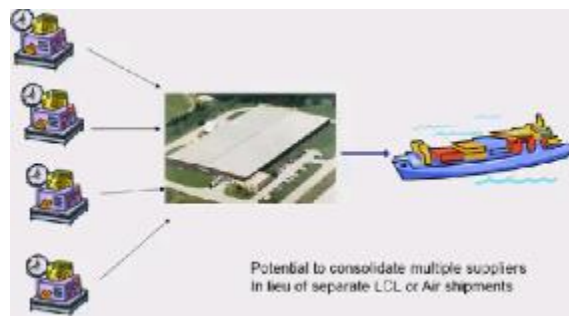 Potential to consolidate multiple suppliers
In lieu of separate LCL or Air shipments